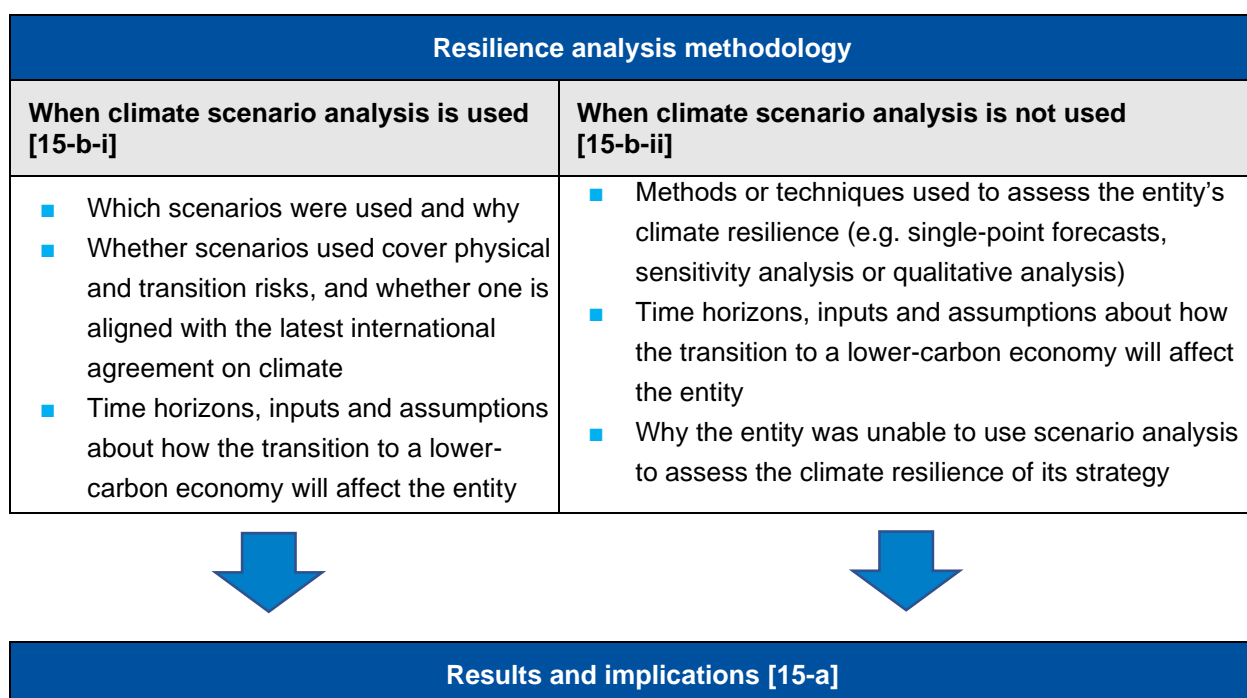 Resilience analysis methodology
When climate scenario analysis is used
[15-b-i]
Which scenarios were used and why
Whether scenarios used cover physical
and transition risks, and whether one is
aligned with the latest international
agreement on climate
Time horizons, inputs and assumptions
about how the transition to a lower-
carbon economy will affect the entity
When climate scenario analysis is not used
[15-b-ii]
Methods or techniques used to assess the entity’s
climate resilience (e.g. single-point forecasts,
sensitivity analysis or qualitative analysis)
Time horizons, inputs and assumptions about how
the transition to a lower-carbon economy will affect
the entity
Why the entity was unable to use scenario analysis
to assess the climate resilience of its strategy
Results and implications [15-a]